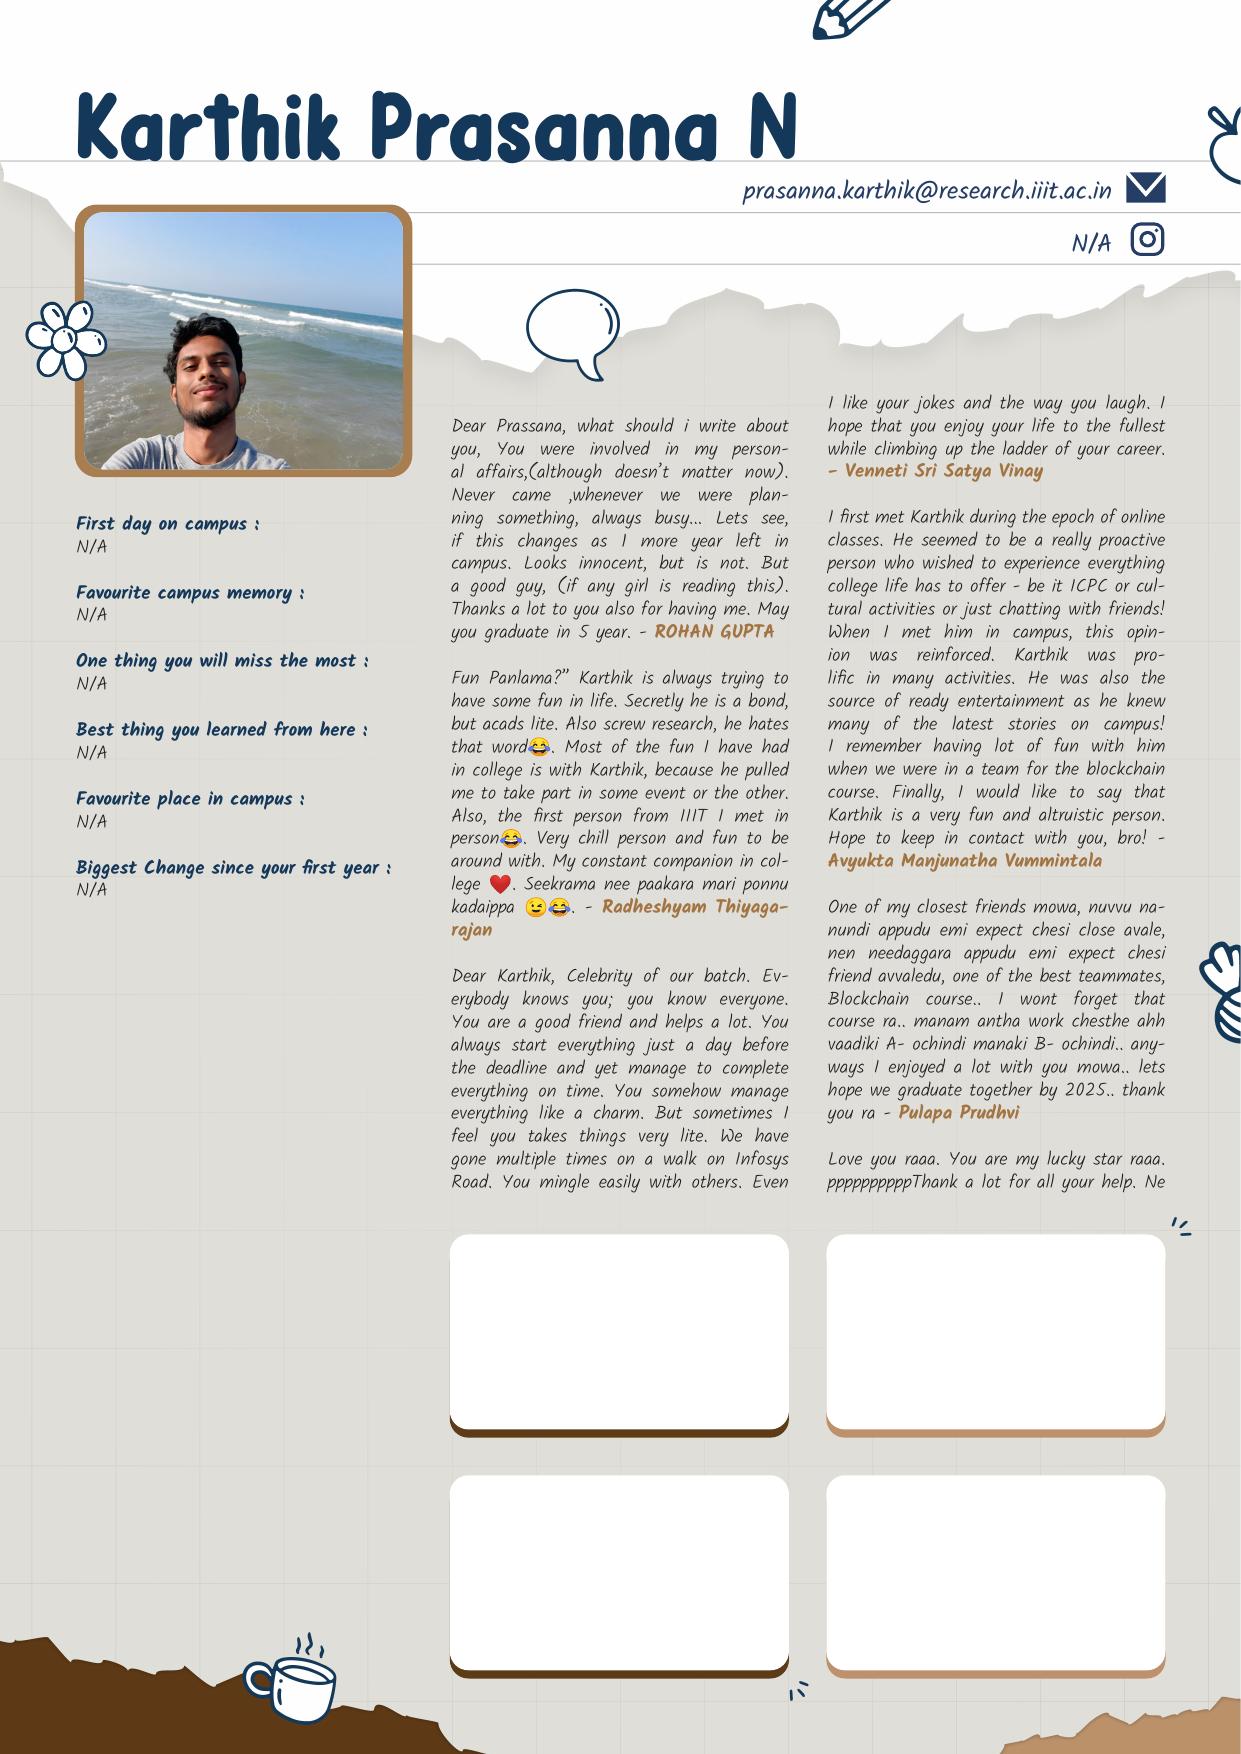 Karthik Prasanna N
prasanna.karthik@research.iiit.ac.in
N/A
First day on campus :
N/A
Favourite campus memory :
N/A
One thing you will miss the most :
N/A
Best thing you learned from here :
N/A
Favourite place in campus :
N/A
Biggest Change since your first year :
N/A
Dear Prassana, what should i write about
you, You were involved in my person-
al affairs,(although doesn't matter now).
Never came ,whenever we were plan-
ning something, always busy... Lets see,
if this changes as I more year left in
campus. Looks innocent, but is not. But
a good guy, (if any girl is reading this).
Thanks a lot to you also for having me. May
you graduate in 5 year. - ROHAN GUPTA
Fun Panlama?” Karthik is always trying to
have some fun in life. Secretly he is a bond,
but acads lite. Also screw research, he hates
that word😂. Most of the fun I have had
in college is with Karthik, because he pulled
me to take part in some event or the other.
Also, the first person from IIIT I met in
person😂. Very chill person and fun to be
around with. My constant companion in col-
lege ❤️. Seekrama nee paakara mari ponnu
kadaippa 😉😂. - Radheshyam Thiyaga-
rajan
Dear Karthik, Celebrity of our batch. Ev-
erybody knows you; you know everyone.
You are a good friend and helps a lot. You
always start everything just a day before
the deadline and yet manage to complete
everything on time. You somehow manage
everything like a charm. But sometimes I
feel you takes things very lite. We have
gone multiple times on a walk on Infosys
Road. You mingle easily with others. Even
I like your jokes and the way you laugh. I
hope that you enjoy your life to the fullest
while climbing up the ladder of your career.
- Venneti Sri Satya Vinay
I first met Karthik during the epoch of online
classes. He seemed to be a really proactive
person who wished to experience everything
college life has to offer - be it ICPC or cul-
tural activities or just chatting with friends!
When I met him in campus, this opin-
ion was reinforced. Karthik was pro-
lific in many activities. He was also the
source of ready entertainment as he knew
many of the latest stories on campus!
I remember having lot of fun with him
when we were in a team for the blockchain
course. Finally, I would like to say that
Karthik is a very fun and altruistic person.
Hope to keep in contact with you, bro! -
Avyukta Manjunatha Vummintala
One of my closest friends mowa, nuvvu na-
nundi appudu emi expect chesi close avale,
nen needaggara appudu emi expect chesi
friend avvaledu, one of the best teammates,
Blockchain course.. I wont forget that
course ra.. manam antha work chesthe ahh
vaadiki A- ochindi manaki B- ochindi.. any-
ways I enjoyed a lot with you mowa.. lets
hope we graduate together by 2025.. thank
you ra - Pulapa Prudhvi
Love you raaa. You are my lucky star raaa.
ppppppppppThank a lot for all your help. Ne